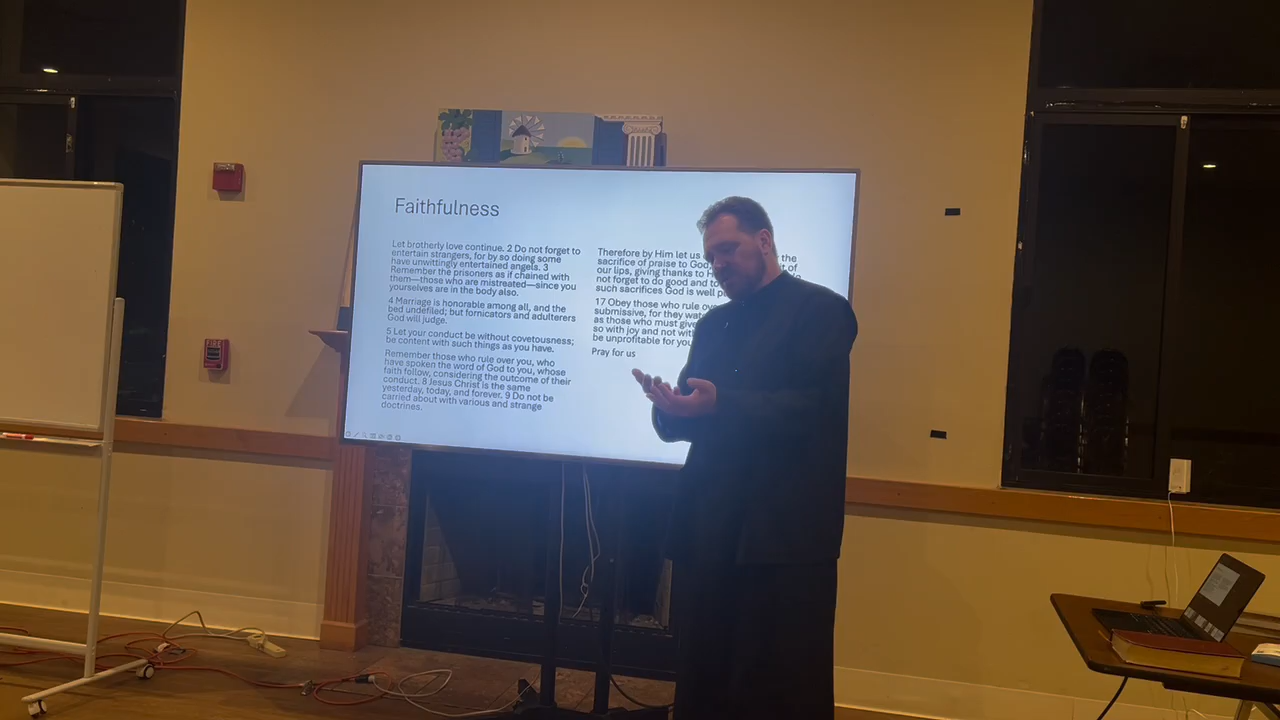 Faithfulness
Let brotherly love continue. 2 Do not forget to
entertain strangers, for by so doing some
have unwittingly entertained angels. 3
Remember the prisoners as if chained with
them—those who are mistreated—since you
yourselves are in the body also.
4 Marriage is honorable among all, and the
bed undefiled; but fornicators and adulterers
God will judge.
5 Let your conduct be without covetousness;
be content with such things as you have.
Remember those who rule over you, who
have spoken the word of God to you, whose
faith follow, considering the outcome of their
conduct. 8 Jesus Christ is the same
yesterday, today, and forever. 9 Do not be
carried about with various and strange
doctrines.
Therefore by Him let us the
sacrifice of praise to God, of
our lips, giving thanks to
not forget to do good and to
such sacrifices God is well
17 Obey those who rule
submissive, for they
as those who must give
so with joy and not
be unprofitable for you
Pray for us
FIRE